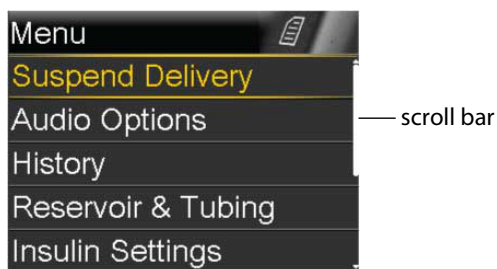 Menu
Suspend Delivery
Audio Options
scroll bar
History
Reservoir & Tubing
Insulin Settings